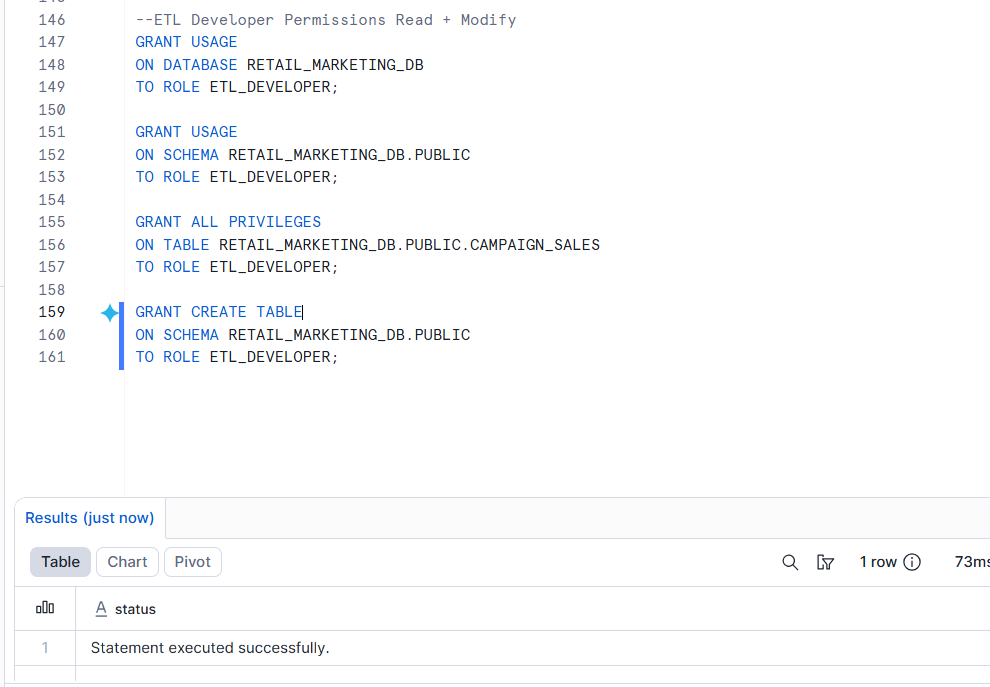 146 --ETL Developer Permissions Read + Modify
147 GRANT USAGE
148 ON DATABASE RETAIL_MARKETING_DB
149 TO ROLE ETL_DEVELOPER;
150
151 GRANT USAGE
152 ON SCHEMA RETAIL_MARKETING_DB.PUBLIC
153 TO ROLE ETL_DEVELOPER;
154
155 GRANT ALL PRIVILEGES
156 ON TABLE RETAIL_MARKETING_DB.PUBLIC.CAMPAIGN_SALES
157 TO ROLE ETL_DEVELOPER;
158
159 GRANT CREATE TABLE
160 ON SCHEMA RETAIL_MARKETING_DB.PUBLIC
161 TO ROLE ETL_DEVELOPER;
Results (just now)
Table Chart Pivot 1 row 73ms
A status
1 Statement executed successfully.